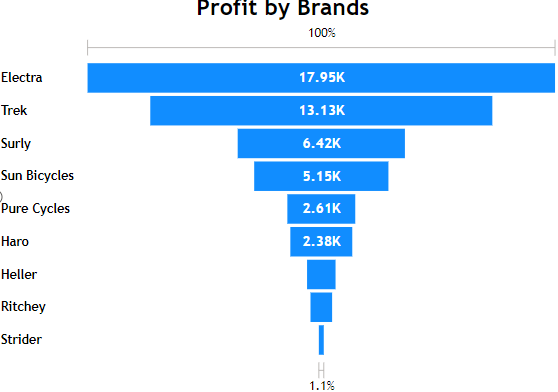 Profit by Brands
100%
Electra 17.95K
Trek 13.13K
Surly 6.42K
Sun Bicycles 5.15K
Pure Cycles 2.61K
Haro 2.38K
Heller
Ritchey
Strider
1.1%